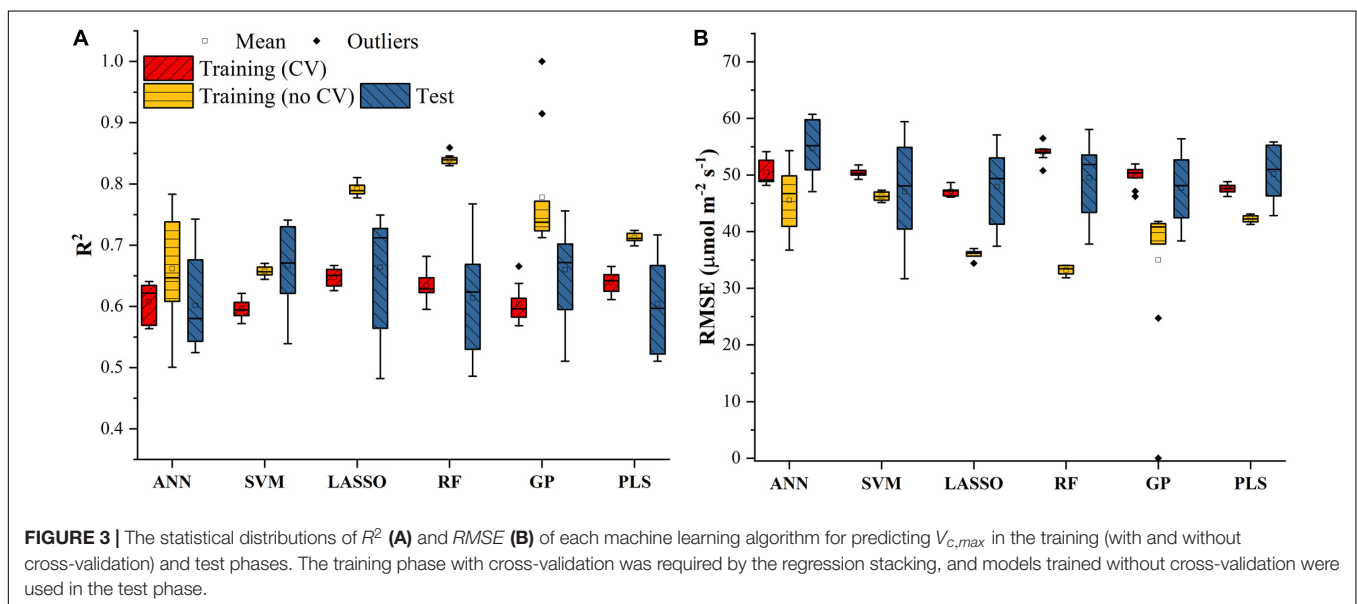 A
Mean
Outliers
Training (CV)
Training (no CV)
Test
R²
1.0
0.9
0.8
0.7
0.6
0.5
0.4
ANN SVM LASSO RF GP PLS
B
RMSE (μmol m⁻² s⁻¹)
70
60
50
40
30
20
10
0
ANN SVM LASSO RF GP PLS
FIGURE 3 | The statistical distributions of R² (A) and RMSE (B) of each machine learning algorithm for predicting Vc,max in the training (with and without
cross-validation) and test phases. The training phase with cross-validation was required by the regression stacking, and models trained without cross-validation were
used in the test phase.